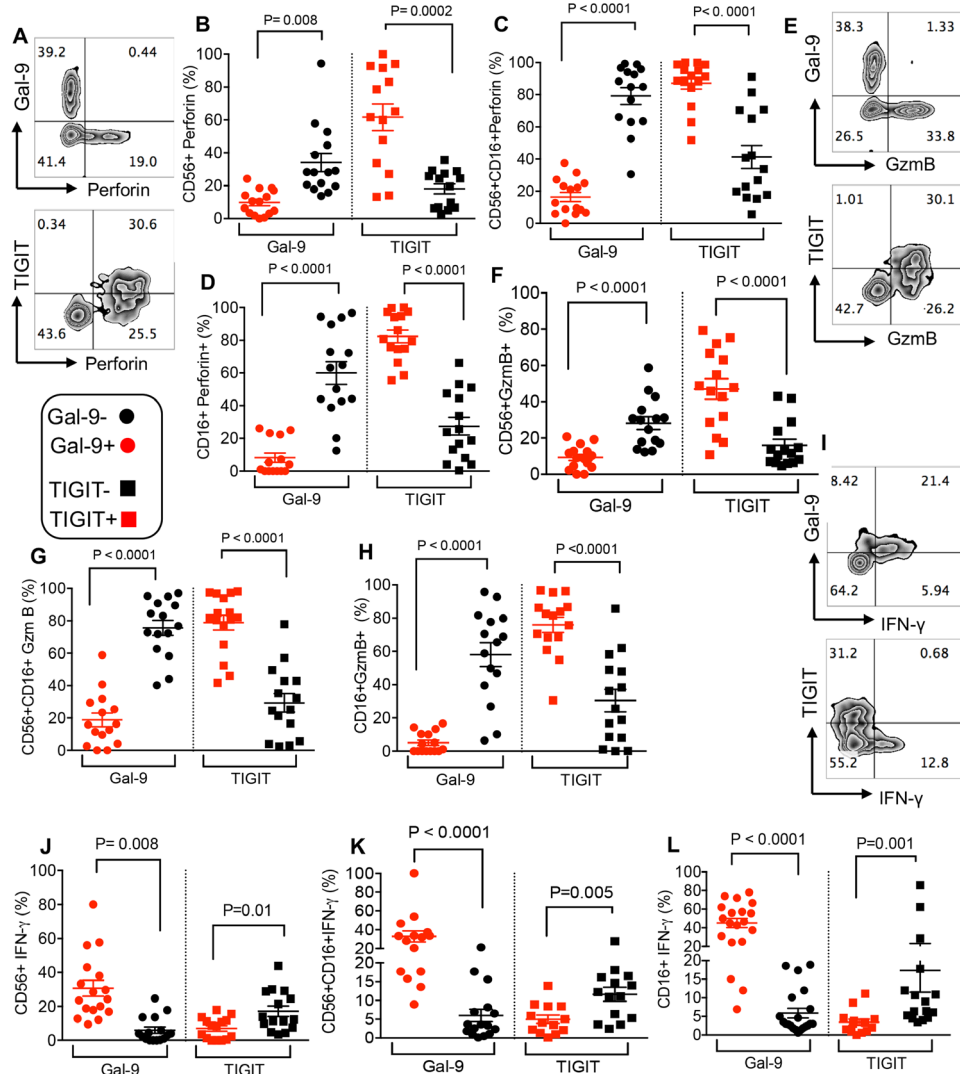 A
39.2 0.44
Gal-9
41.4 19.0
Perforin
0.34 30.6
TIGIT
43.6 25.5
Perforin
B
P= 0.008 P= 0.0002
CD56+ Perforin (%)
100
80
60
40
20
0
Gal-9 TIGIT
C
P <0.0001 P< 0.0001
CD56+CD16+Perforin (%)
100
80
60
40
20
0
Gal-9 TIGIT
E
38.3 1.33
Gal-9
26.5 33.8
GzmB
1.01 30.1
TIGIT
42.7 26.2
GzmB
D
P < 0.0001 P <0.0001
CD16+ Perforin+ (%)
100
80
60
40
20
0
Gal-9 TIGIT
F
P <0.0001 P <0.0001
CD56+GzmB+ (%)
100
80
60
40
20
0
Gal-9 TIGIT
Gal-9-
Gal-9+
TIGIT-
TIGIT+
G
P <0.0001 P <0.0001
CD56+CD16+ Gzm B (%)
100
80
60
40
20
0
Gal-9 TIGIT
H
P <0.0001 P <0.0001
CD16+GzmB+ (%)
100
80
60
40
20
0
Gal-9 TIGIT
I
8.42 21.4
Gal-9
64.2 5.94
IFN-γ
31.2 0.68
TIGIT
55.2 12.8
IFN-γ
J
P= 0.008
P=0.01
CD56+ IFN-γ (%)
100
80
60
40
20
0
Gal-9 TIGIT
K
P < 0.0001
P=0.005
CD56+CD16+IFN-γ (%)
100
80
60
40
20
15
10
5
0
Gal-9 TIGIT
L
P <0.0001 P=0.001
CD16+ IFN-γ (%)
100
80
60
40
20
15
10
5
0
Gal-9 TIGIT